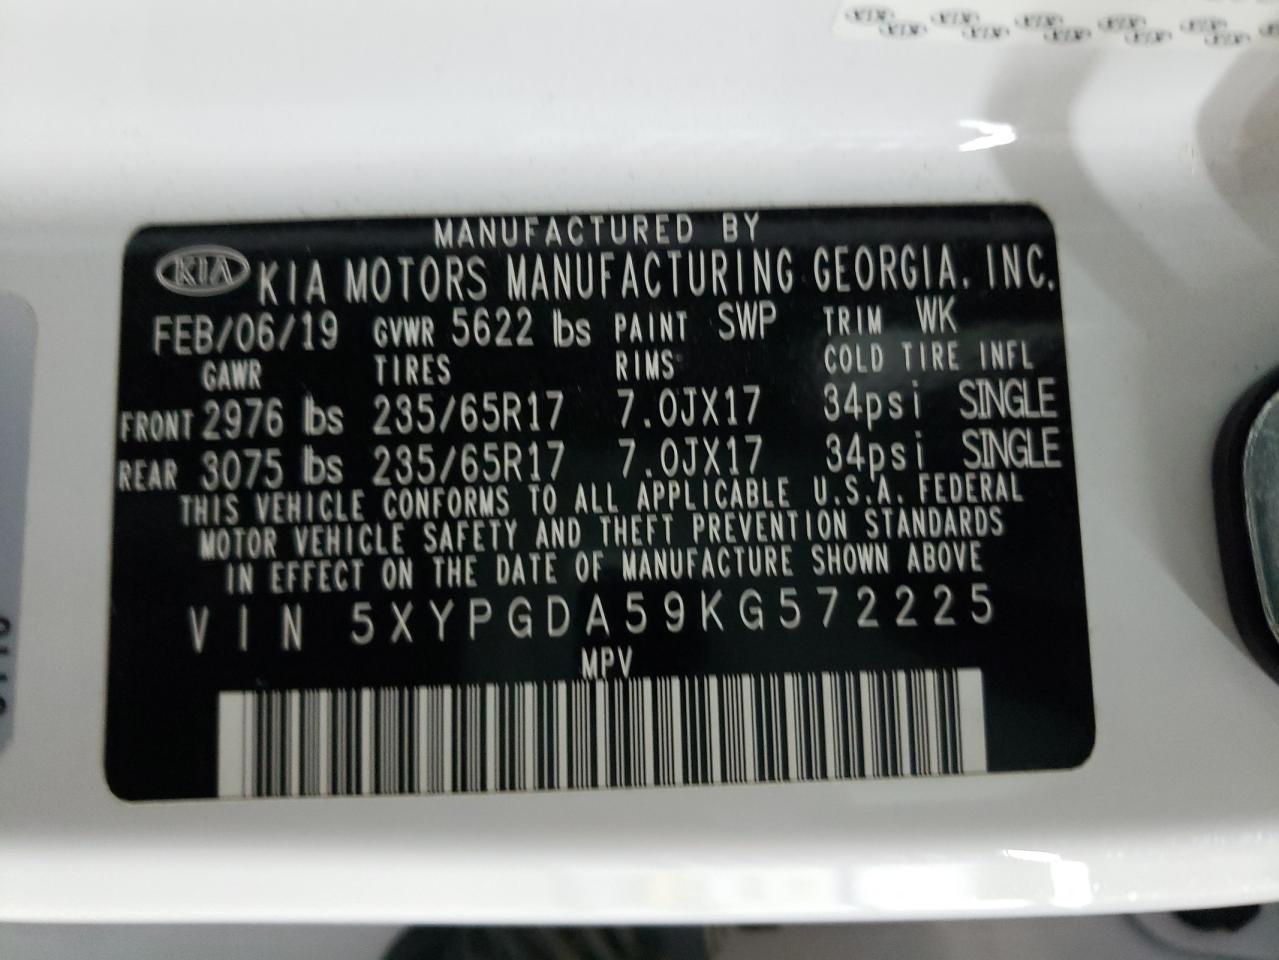 MANUFACTURED BY
KIA KIA MOTORS MANUFACTURING GEORGIA, INC.
FEB/06/19 GVWR 5622 lbs PAINT SWP TRIM WK
GAWR TIRES RIMS COLD TIRE INFL
FRONT 2976 lbs 235/65R17 7.0JX17 34psi SINGLE
REAR 3075 lbs 235/65R17 7.0JX17 34psi SINGLE
THIS VEHICLE CONFORMS TO ALL APPLICABLE U.S.A. FEDERAL
MOTOR VEHICLE SAFETY AND THEFT PREVENTION STANDARDS
IN EFFECT ON THE DATE OF MANUFACTURE SHOWN ABOVE
VIN 5XYPGDA59KG572225
MPV